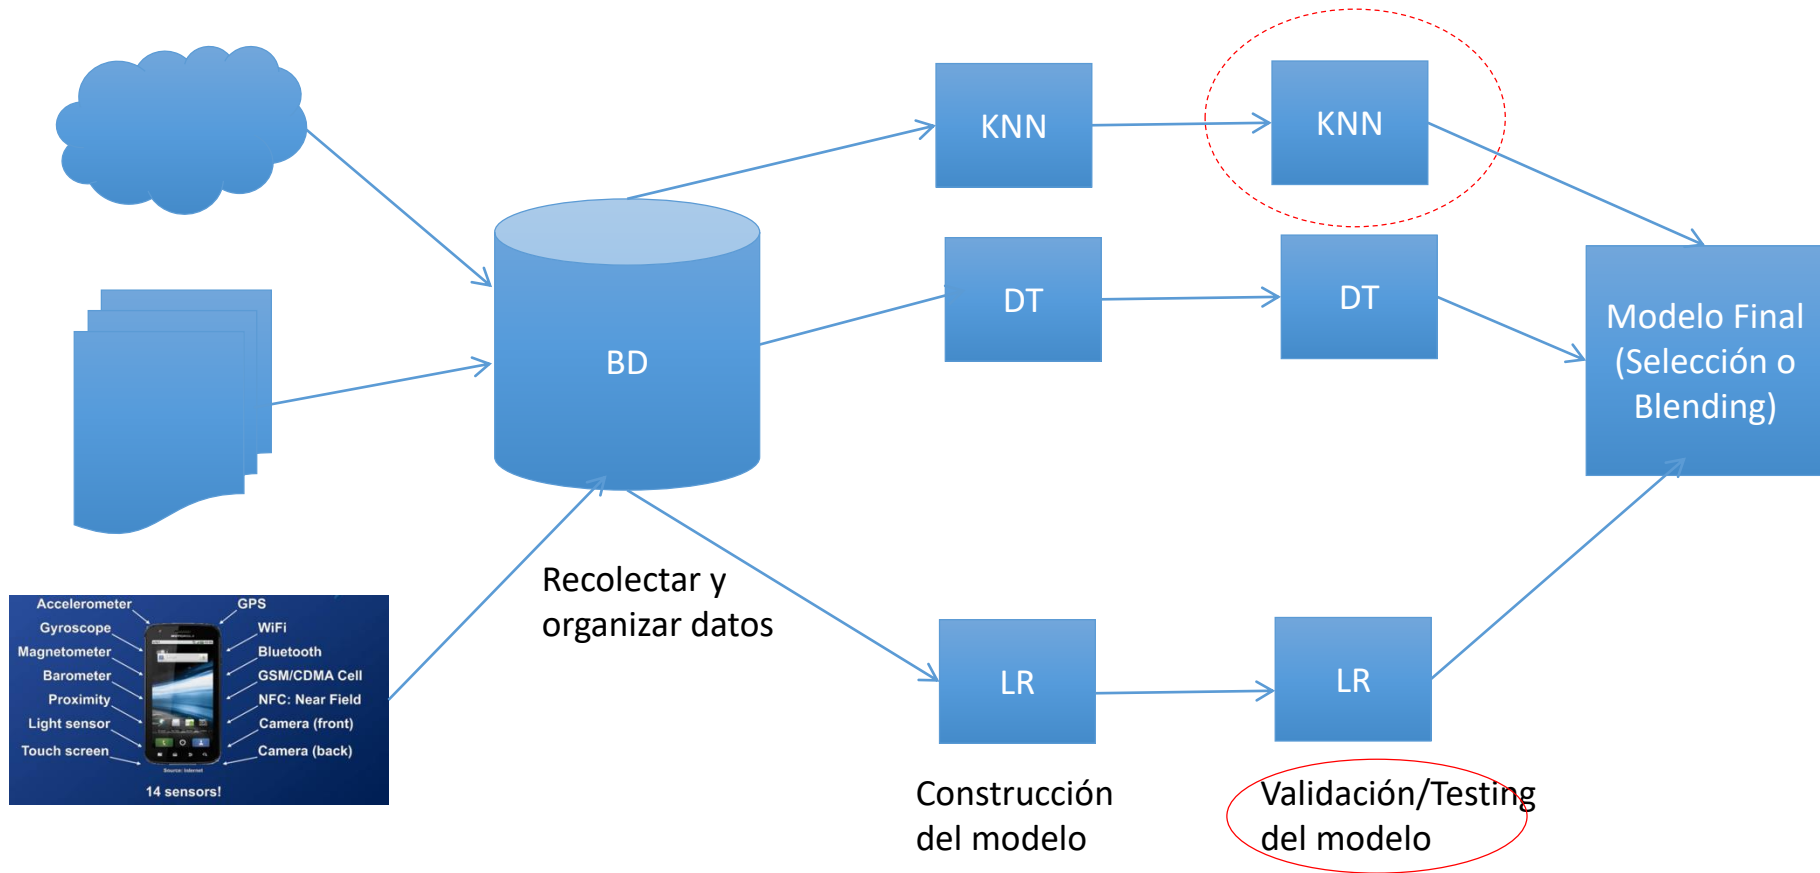 KNN
KNN
DT
DT
BD
Modelo Final
(Selección o
Blending)
Recolectar y
organizar datos
LR
LR
Construcción
del modelo
Validación/Testing
del modelo
Accelerometer
GPS
Gyroscope
WiFi
Magnetometer
Bluetooth
Barometer
GSM/CDMA Cell
Proximity
NFC: Near Field
Light sensor
Camera (front)
Touch screen
Camera (back)
Source: Internet
14 sensors!